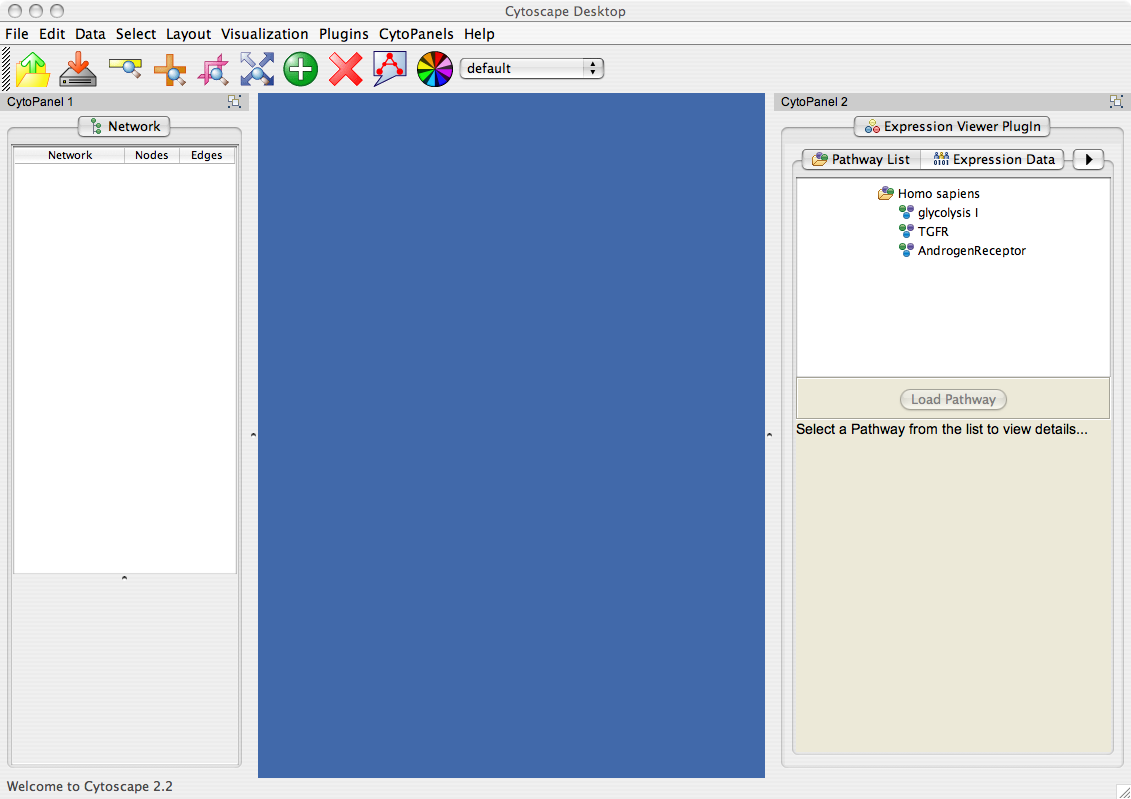 Cytoscape Desktop
File Edit Data Select Layout Visualization Plugins CytoPanels Help
default
CytoPanel 1
Network
Network Nodes Edges
CytoPanel 2
Expression Viewer PlugIn
Pathway List Expression Data
Homo sapiens
glycolysis I
TGFR
AndrogenReceptor
Load Pathway
Select a Pathway from the list to view details...
Welcome to Cytoscape 2.2